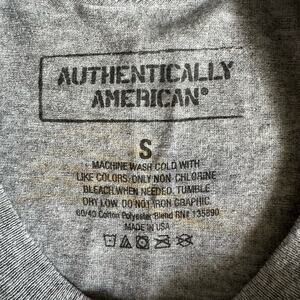 AUTHENTICALLY
AMERICAN®
S
MACHINE WASH COLD WITH
LIKE COLORS. ONLY NON-CHLORINE
BLEACH WHEN NEEDED. TUMBLE
DRY LOW. DO NOT IRON GRAPHIC.
60/40 Cotton Polyester Blend RN# 135890
MADE IN USA